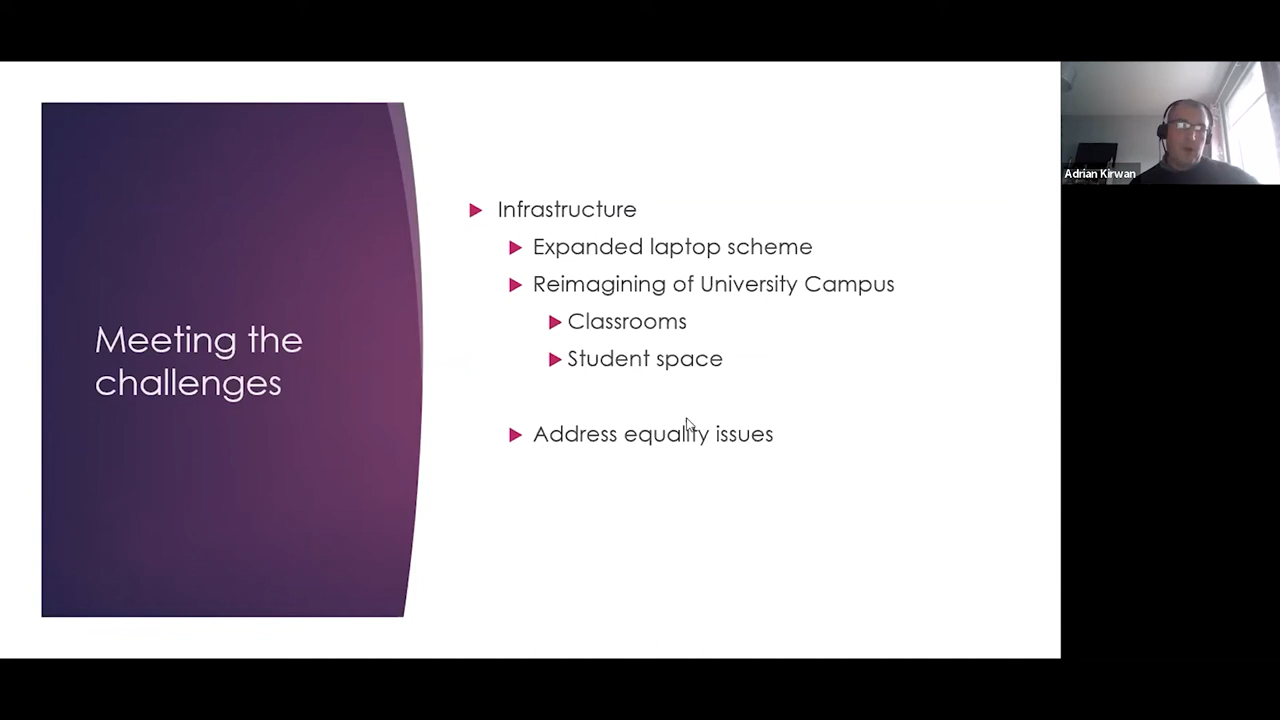 Meeting the
challenges
Infrastructure
Expanded laptop scheme
Reimagining of University Campus
Classrooms
Student space
Address equality issues
Adrian Kirwan